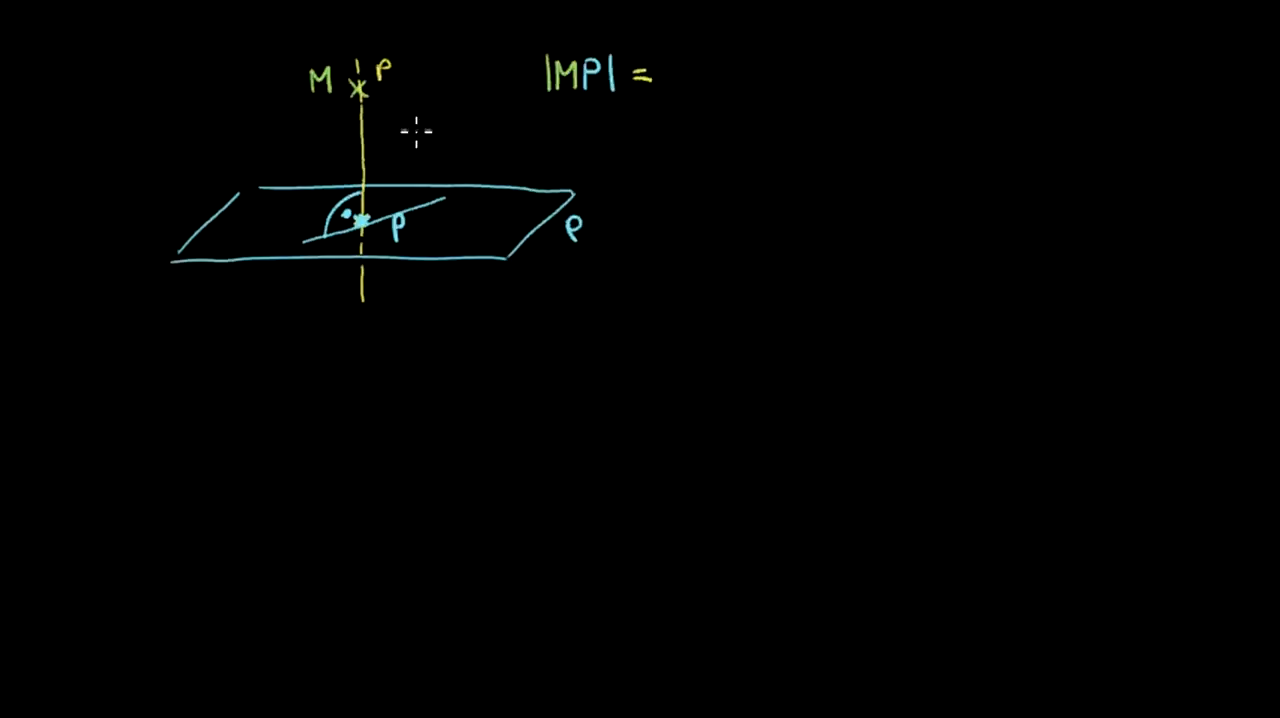 M p |MP| =
P ρ